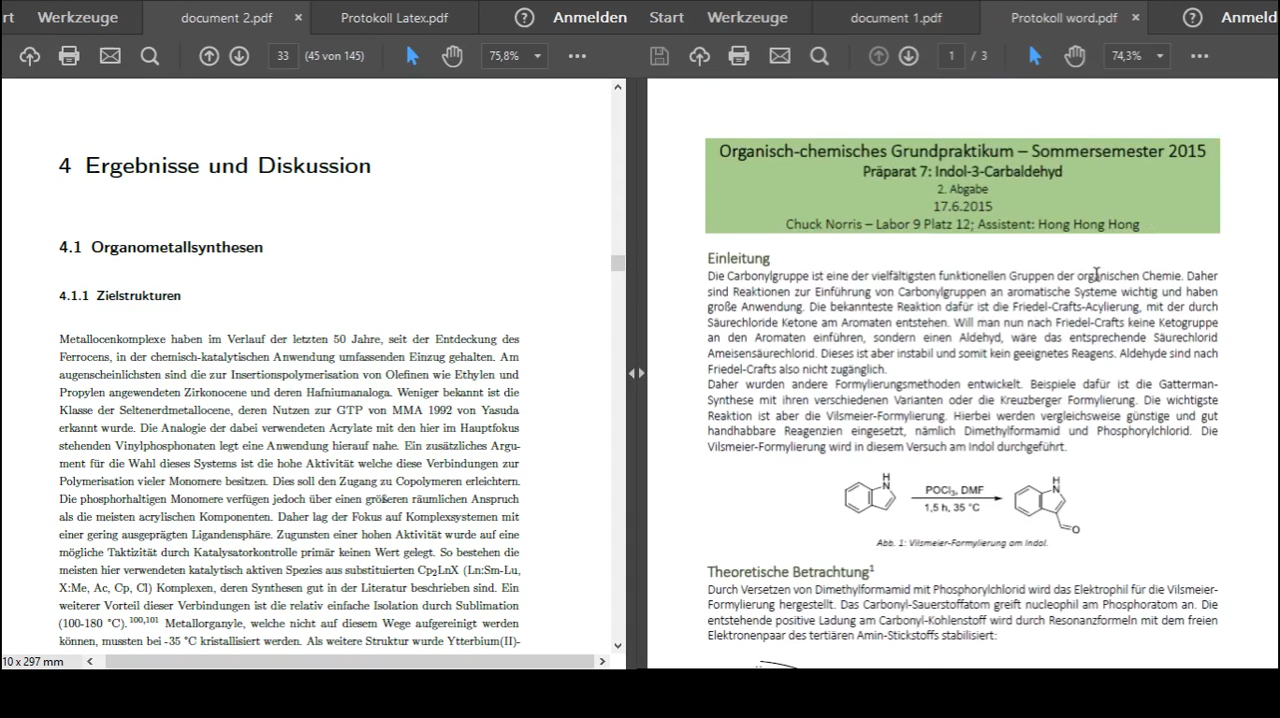 rt Werkzeuge document 2.pdf × Protokoll Latex.pdf ? Anmelden
33 (45 von 145) 75,8%
4 Ergebnisse und Diskussion
4.1 Organometallsynthesen
4.1.1 Zielstrukturen
Metallocenkomplexe haben im Verlauf der letzten 50 Jahre, seit der Entdeckung des
Ferrocens, in der chemisch-katalytischen Anwendung umfassenden Einzug gehalten. Am
augenscheinlichsten sind die zur Insertionspolymerisation von Olefinen wie Ethylen und
Propylen angewendeten Zirkonocene und deren Hafniumanaloga. Weniger bekannt ist die
Klasse der Seltenerdmetallocene, deren Nutzen zur GTP von MMA 1992 von Yasuda
erkannt wurde. Die Analogie der dabei verwendeten Acrylate mit den hier im Hauptfokus
stehenden Vinylphosphonaten legt eine Anwendung hierauf nahe. Ein zusätzliches Argu-
ment für die Wahl dieses Systems ist die hohe Aktivität welche diese Verbindungen zur
Polymerisation vieler Monomere besitzen. Dies soll den Zugang zu Copolymeren erleichtern.
Die phosphorhaltigen Monomere verfügen jedoch über einen größeren räumlichen Anspruch
als die meisten acrylischen Komponenten. Daher lag der Fokus auf Komplexsystemen mit
einer gering ausgeprägten Ligandensphäre. Zugunsten einer hohen Aktivität wurde auf eine
mögliche Taktizität durch Katalysatorkontrolle primär keinen Wert gelegt. So bestehen die
meisten hier verwendeten katalytisch aktiven Spezies aus substituierten Cp₂LnX (Ln:Sm-Lu,
X:Me, Ac, Cp, Cl) Komplexen, deren Synthesen gut in der Literatur beschrieben sind. Ein
weiterer Vorteil dieser Verbindungen ist die relativ einfache Isolation durch Sublimation
(100-180 °C).¹⁰⁰,¹⁰¹ Metallorganyle, welche nicht auf diesem Wege aufgereinigt werden
können, mussten bei -35 °C kristallisiert werden. Als weitere Struktur wurde Ytterbium(II)-
10 x 297 mm
Start Werkzeuge document 1.pdf Protokoll word.pdf × ? Anmeld
1 / 3 74,3%
Organisch-chemisches Grundpraktikum – Sommersemester 2015
Präparat 7: Indol-3-Carbaldehyd
2. Abgabe
17.6.2015
Chuck Norris – Labor 9 Platz 12; Assistent: Hong Hong Hong
Einleitung
Die Carbonylgruppe ist eine der vielfältigsten funktionellen Gruppen der organischen Chemie. Daher
sind Reaktionen zur Einführung von Carbonylgruppen an aromatische Systeme wichtig und haben
große Anwendung. Die bekannteste Reaktion dafür ist die Friedel-Crafts-Acylierung, mit der durch
Säurechloride Ketone am Aromaten entstehen. Will man nun nach Friedel-Crafts keine Ketogruppe
an den Aromaten einführen, sondern einen Aldehyd, wäre das entsprechende Säurechlorid
Ameisensäurechlorid. Dieses ist aber instabil und somit kein geeignetes Reagens. Aldehyde sind nach
Friedel-Crafts also nicht zugänglich.
Daher wurden andere Formylierungsmethoden entwickelt. Beispiele dafür ist die Gatterman-
Synthese mit ihren verschiedenen Varianten oder die Kreuzberger Formylierung. Die wichtigste
Reaktion ist aber die Vilsmeier-Formylierung. Hierbei werden vergleichsweise günstige und gut
handhabbare Reagenzien eingesetzt, nämlich Dimethylformamid und Phosphorylchlorid. Die
Vilsmeier-Formylierung wird in diesem Versuch am Indol durchgeführt.
H
N
POCl₃, DMF
1,5 h, 35 °C
H
N
O
Abb. 1: Vilsmeier-Formylierung am Indol.
Theoretische Betrachtung¹
Durch Versetzen von Dimethylformamid mit Phosphorylchlorid wird das Elektrophil für die Vilsmeier-
Formylierung hergestellt. Das Carbonyl-Sauerstoffatom greift nucleophil am Phosphoratom an. Die
entstehende positive Ladung am Carbonyl-Kohlenstoff wird durch Resonanzformeln mit dem freien
Elektronenpaar des tertiären Amin-Stickstoffs stabilisiert: